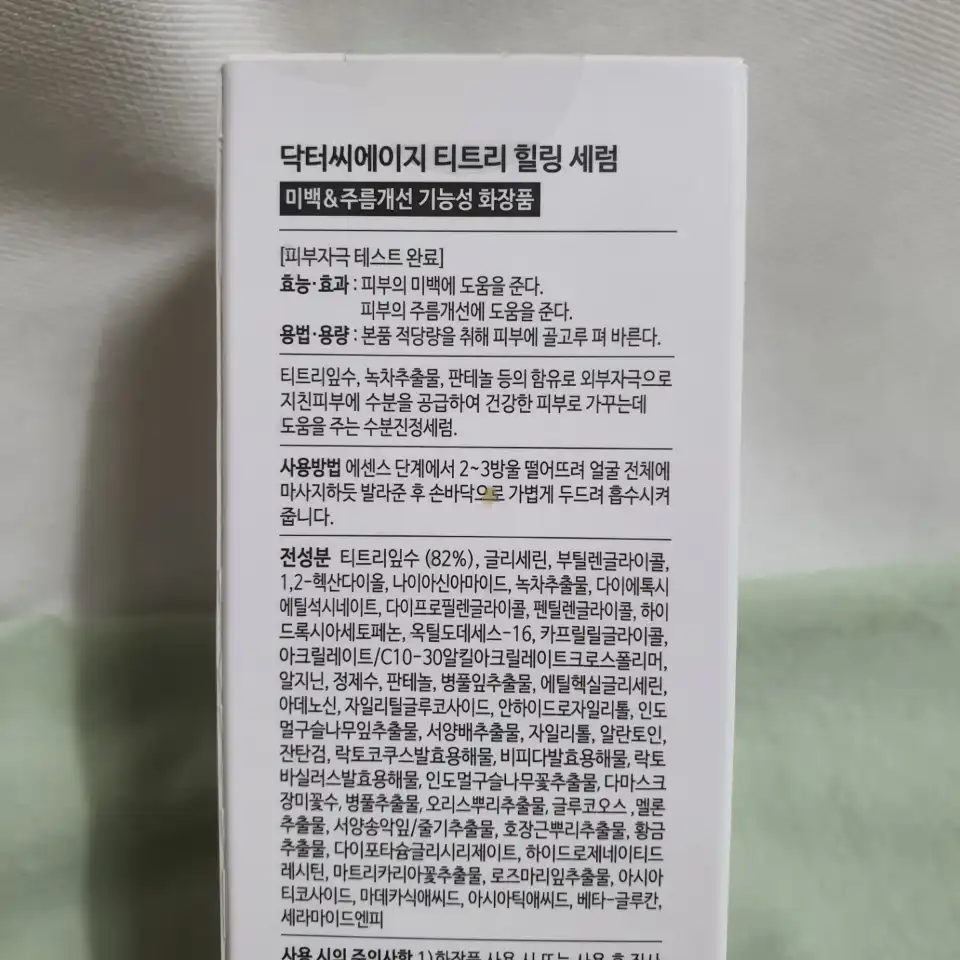 닥터씨에이지 티트리 힐링 세럼
미백&주름개선 기능성 화장품
[피부자극 테스트 완료]
효능·효과 : 피부의 미백에 도움을 준다.
피부의 주름개선에 도움을 준다.
용법·용량 : 본품 적당량을 취해 피부에 골고루 펴 바른다.
티트리잎수, 녹차추출물, 판테놀 등의 함유로 외부자극으로
지친피부에 수분을 공급하여 건강한 피부로 가꾸는데
도움을 주는 수분진정세럼.
사용방법 에센스 단계에서 2~3방울 떨어뜨려 얼굴 전체에
마사지하듯 발라준 후 손바닥으로 가볍게 두드려 흡수시켜
줍니다.
전성분 티트리잎수 (82%), 글리세린, 부틸렌글라이콜,
1,2-헥산다이올, 나이아신아마이드, 녹차추출물, 다이에톡시
에틸석시네이트, 다이프로필렌글라이콜, 펜틸렌글라이콜, 하이
드록시아세토페논, 옥틸도데세스-16, 카프릴릴글라이콜,
아크릴레이트/C10-30알킬아크릴레이트크로스폴리머,
알지닌, 정제수, 판테놀, 병풀잎추출물, 에틸헥실글리세린,
아데노신, 자일리틸글루코사이드, 안하이드로자일리톨, 인도
멀구슬나무잎추출물, 서양배추출물, 자일리톨, 알란토인,
잔탄검, 락토코쿠스발효용해물, 비피다발효용해물, 락토
바실러스발효용해물, 인도멀구슬나무꽃추출물, 다마스크
장미꽃수, 병풀추출물, 오리스뿌리추출물, 글루코오스 ,멜론
추출물, 서양송악잎/줄기추출물, 호장근뿌리추출물, 황금
추출물, 다이포타슘글리시리제이트, 하이드로제네이티드
레시틴, 마트리카리아꽃추출물, 로즈마리잎추출물, 아시아
티코사이드, 마데카식애씨드, 아시아틱애씨드, 베타-글루칸,
세라마이드엔피
사용 시의 주의사항 1)화장품 사용 시 또는 사용 후 직사